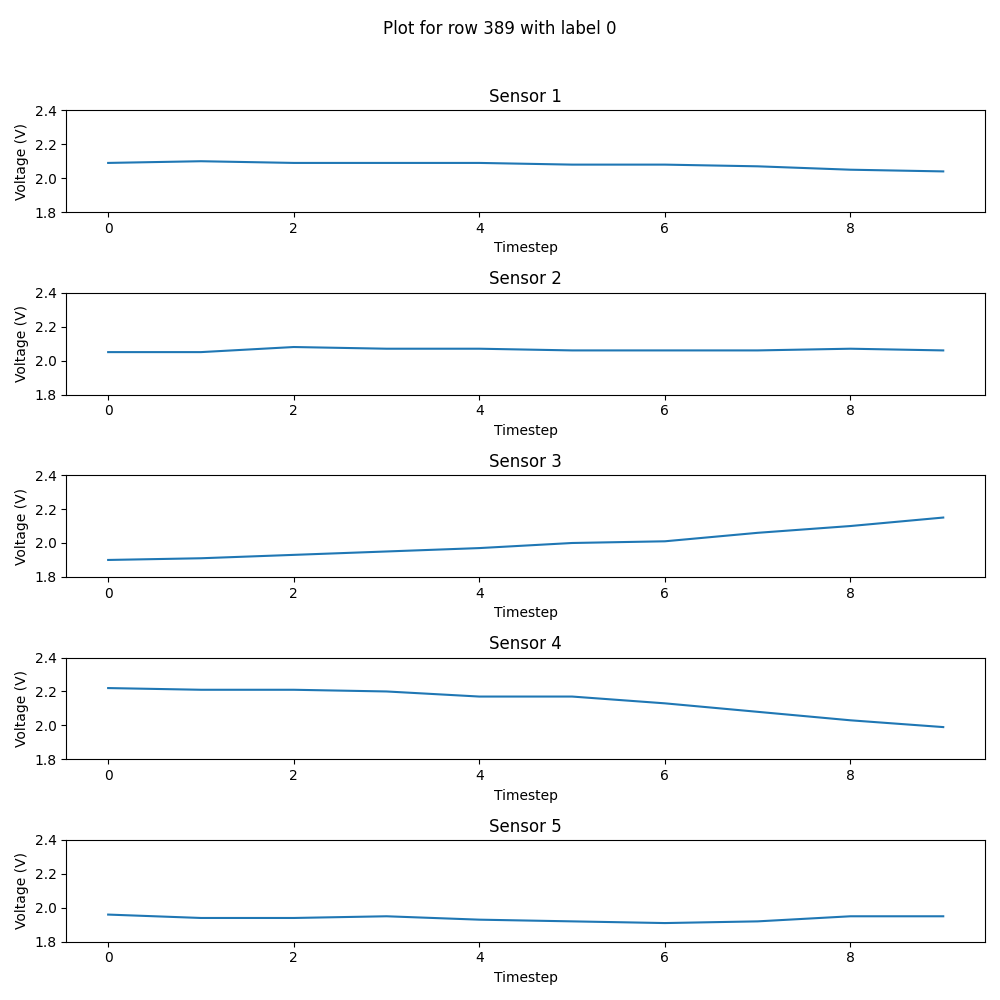 Plot for row 389 with label 0
Sensor 1
2.4
2.2
2.0
1.8
Voltage (V)
0 2 4 6 8
Timestep
Sensor 2
2.4
2.2
2.0
1.8
Voltage (V)
0 2 4 6 8
Timestep
Sensor 3
2.4
2.2
2.0
1.8
Voltage (V)
0 2 4 6 8
Timestep
Sensor 4
2.4
2.2
2.0
1.8
Voltage (V)
0 2 4 6 8
Timestep
Sensor 5
2.4
2.2
2.0
1.8
Voltage (V)
0 2 4 6 8
Timestep